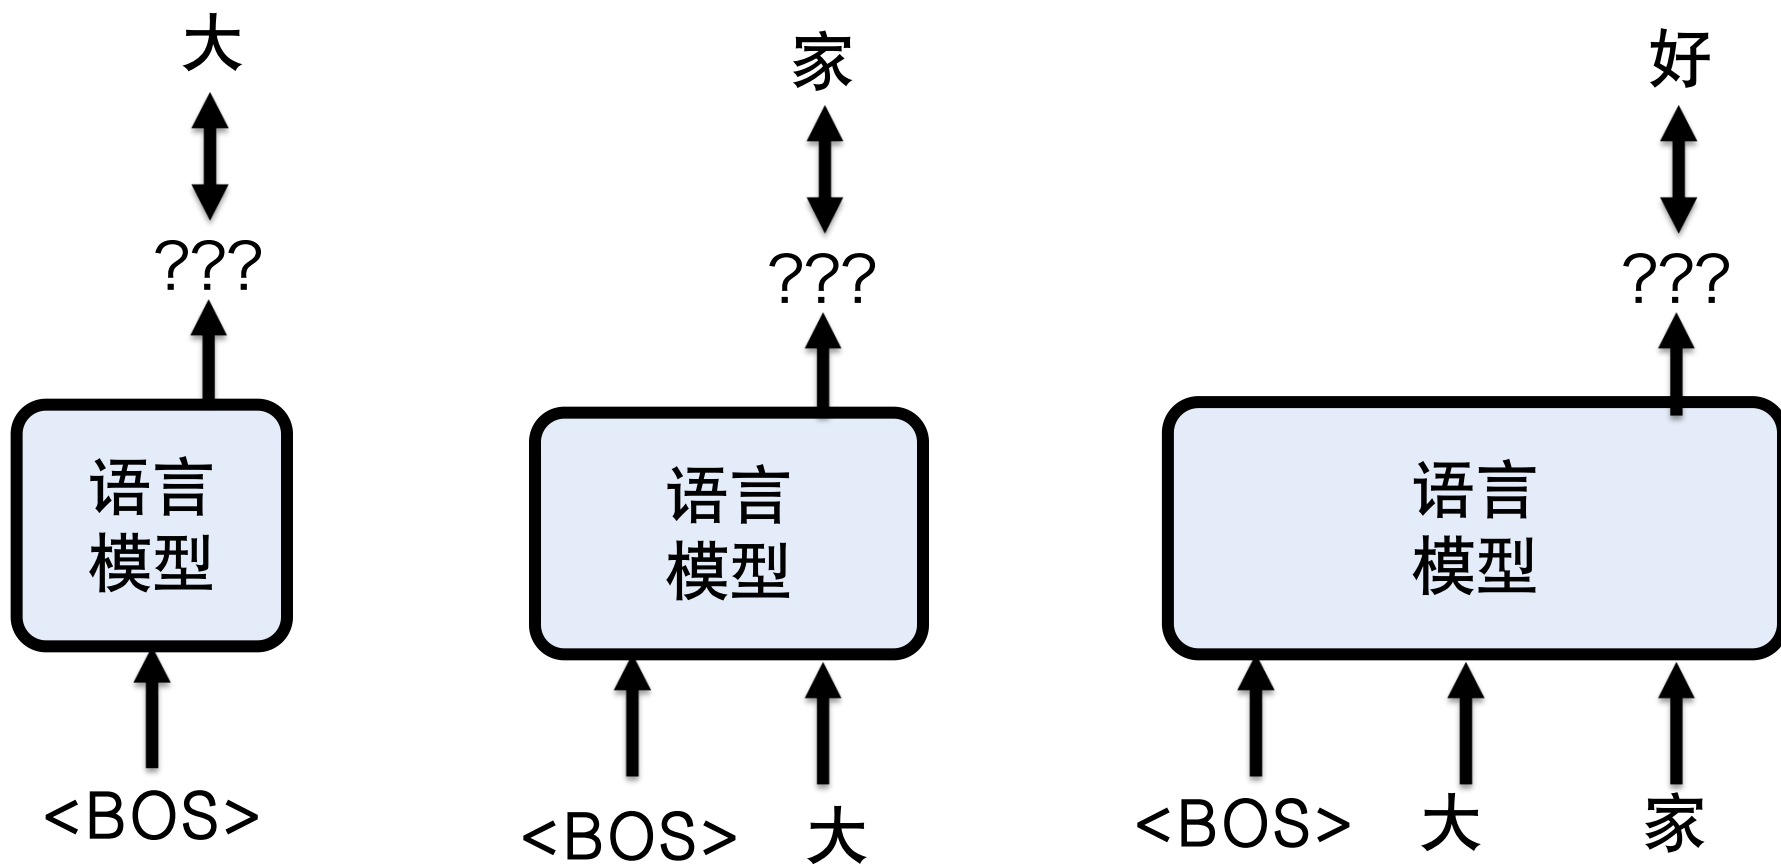 大
???
语言
模型
<BOS>
家
???
语言
模型
<BOS> 大
好
???
语言
模型
<BOS> 大 家